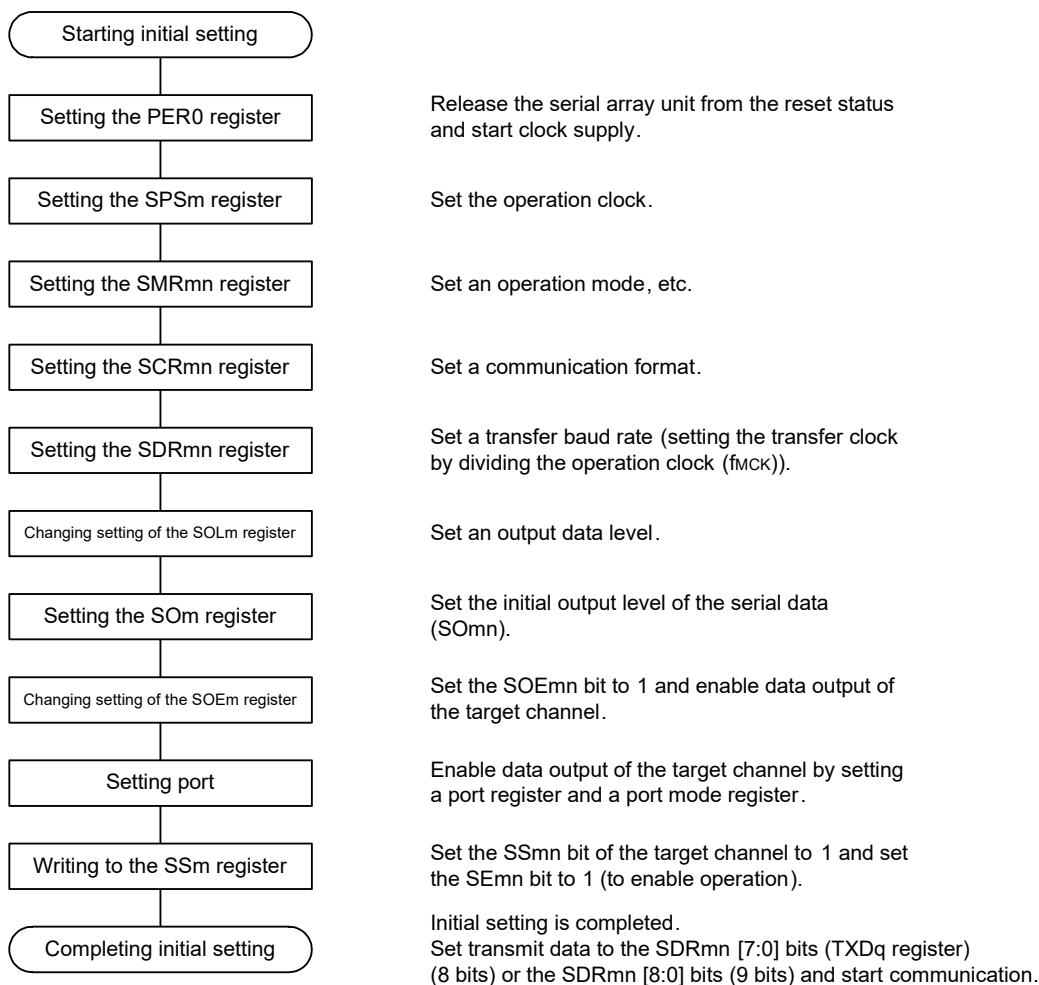 Starting initial setting
Setting the PER0 register
Release the serial array unit from the reset status
and start clock supply.
Setting the SPSm register
Set the operation clock.
Setting the SMRmn register
Set an operation mode, etc.
Setting the SCRmn register
Set a communication format.
Setting the SDRmn register
Set a transfer baud rate (setting the transfer clock
by dividing the operation clock (fMCK)).
Changing setting of the SOLm register
Set an output data level.
Setting the SOm register
Set the initial output level of the serial data
(SOmn).
Changing setting of the SOEm register
Set the SOEmn bit to 1 and enable data output of
the target channel.
Setting port
Enable data output of the target channel by setting
a port register and a port mode register.
Writing to the SSm register
Set the SSmn bit of the target channel to 1 and set
the SEmn bit to 1 (to enable operation).
Completing initial setting
Initial setting is completed.
Set transmit data to the SDRmn [7:0] bits (TXDq register)
(8 bits) or the SDRmn [8:0] bits (9 bits) and start communication.